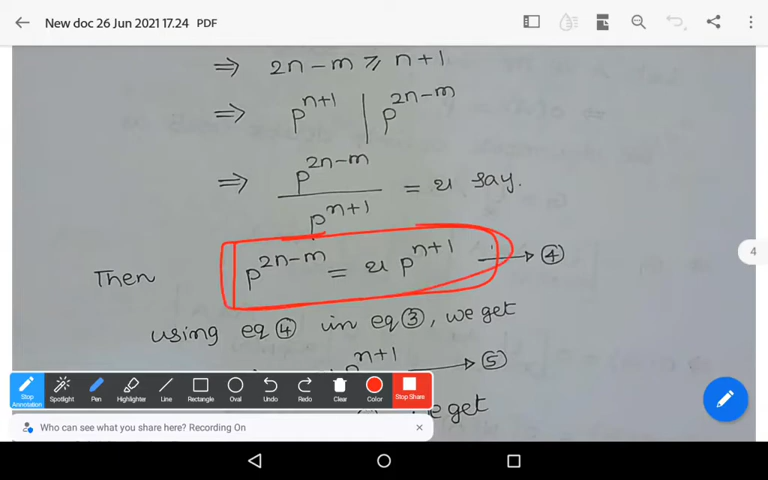 New doc 26 Jun 2021 17.24 PDF
⇒ 2n-m ⩾ n+1
⇒ p^{n+1} | p^{2n-m}
⇒ p^{2n-m} / p^{n+1} = r say.
Then p^{2n-m} = r p^{n+1} → ④
using eq ④ in eq ③, we get
n+1 → ⑤
get
4
Stop Annotation Spotlight Pen Highlighter Line Rectangle Oval Undo Redo Clear Color Stop Share
Who can see what you share here? Recording On